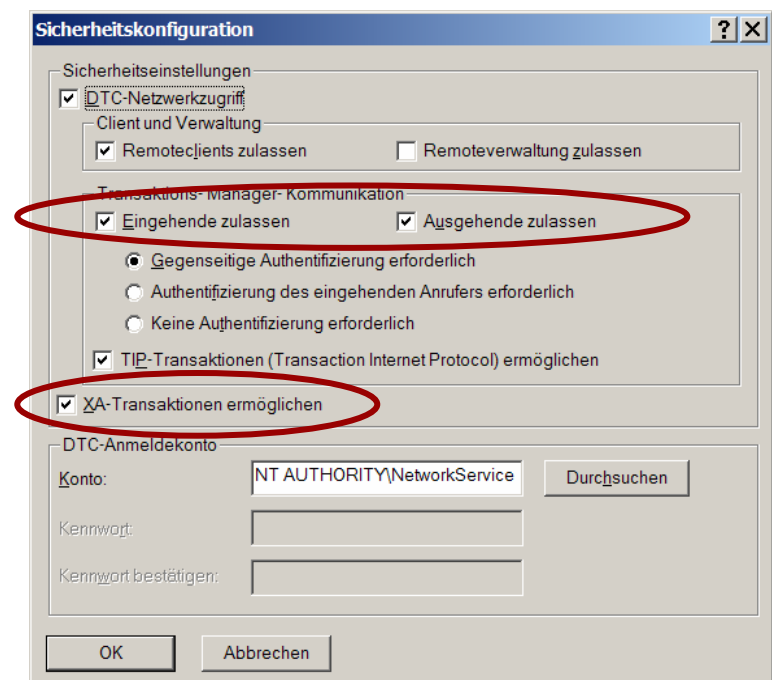 Sicherheitskonfiguration
Sicherheitseinstellungen
DTC-Netzwerkzugriff
Client und Verwaltung
Remoteclients zulassen Remoteverwaltung zulassen
Transaktions- Manager- Kommunikation
Eingehende zulassen Ausgehende zulassen
Gegenseitige Authentifizierung erforderlich
Authentifizierung des eingehenden Anrufers erforderlich
Keine Authentifizierung erforderlich
TIP-Transaktionen (Transaction Internet Protocol) ermöglichen
XA-Transaktionen ermöglichen
DTC-Anmeldekonto
Konto: NT AUTHORITY\NetworkService Durchsuchen
Kennwort:
Kennwort bestätigen:
OK Abbrechen